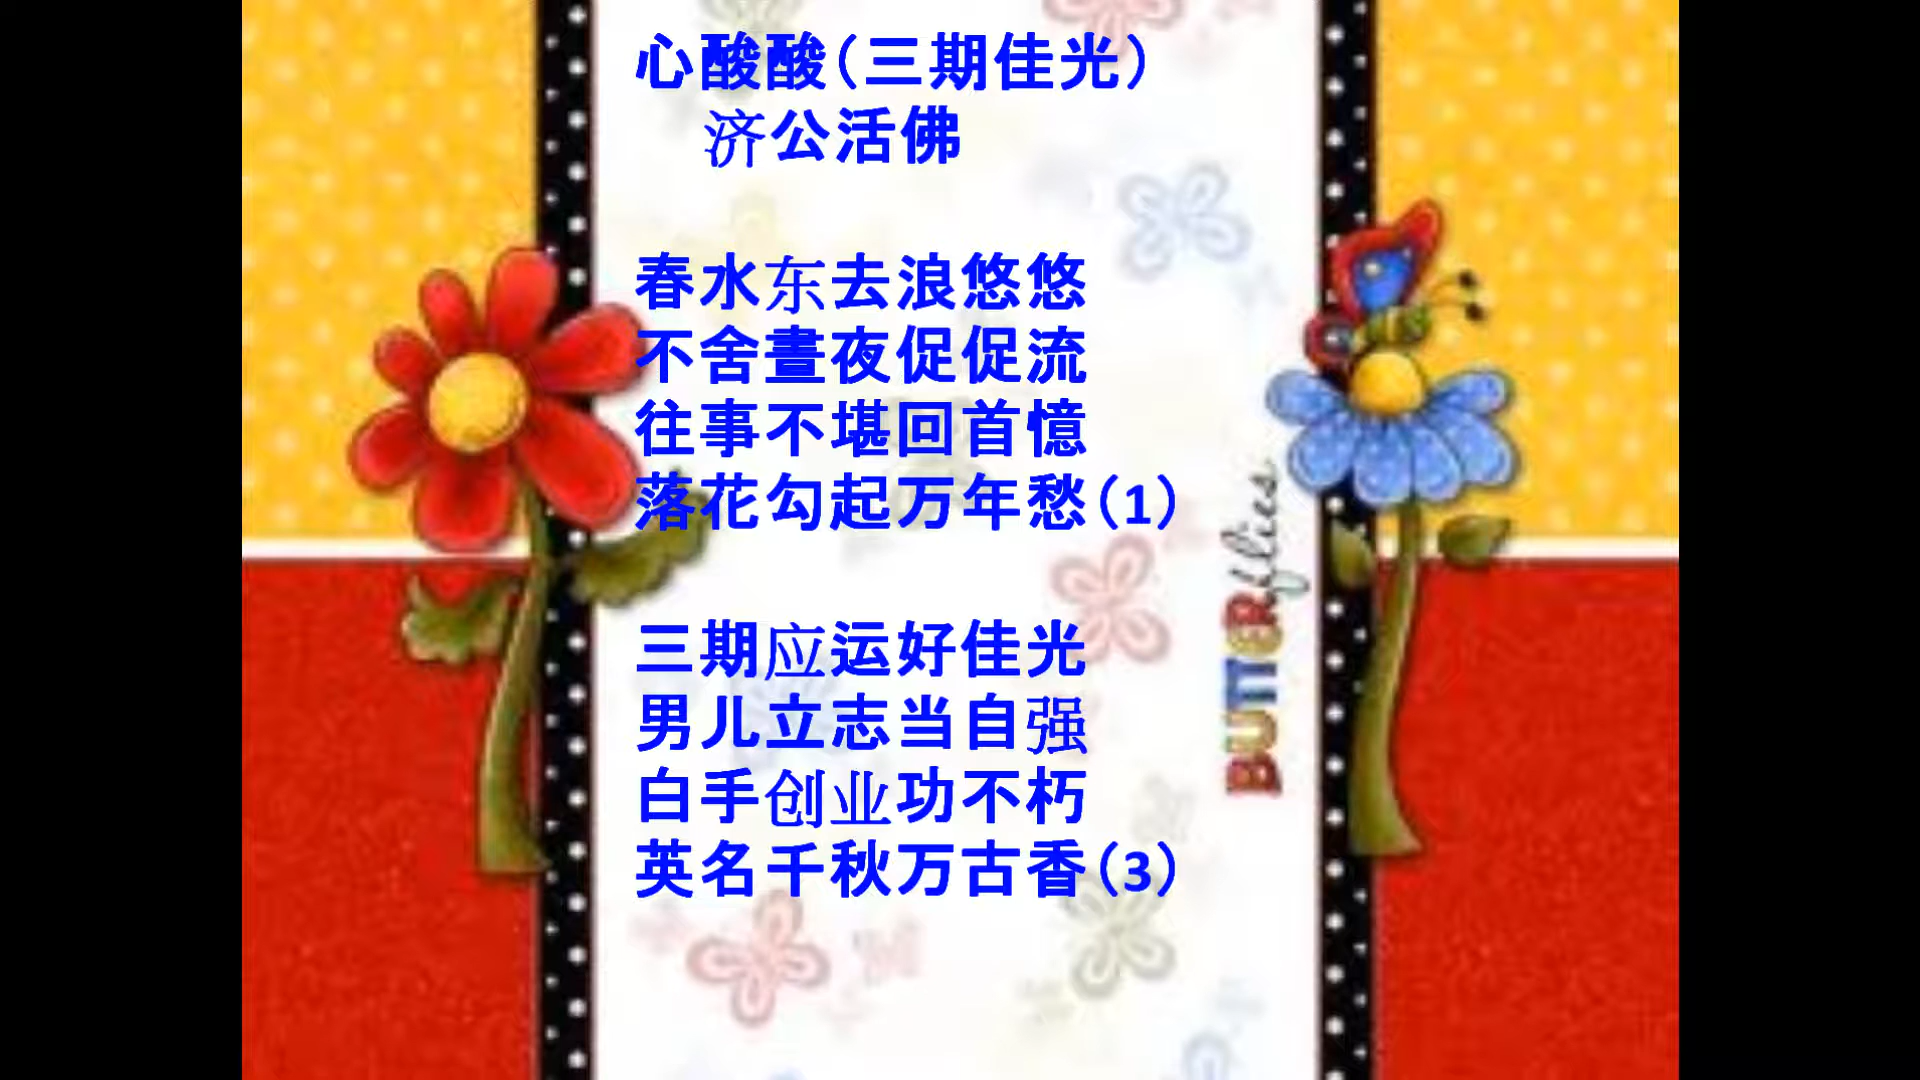 心酸酸(三期佳光)
济公活佛
春水东去浪悠悠
不舍晝夜促促流
往事不堪回首憶
落花勾起万年愁(1)
三期应运好佳光
男儿立志当自强
白手创业功不朽
英名千秋万古香(3)
BUTTERflies